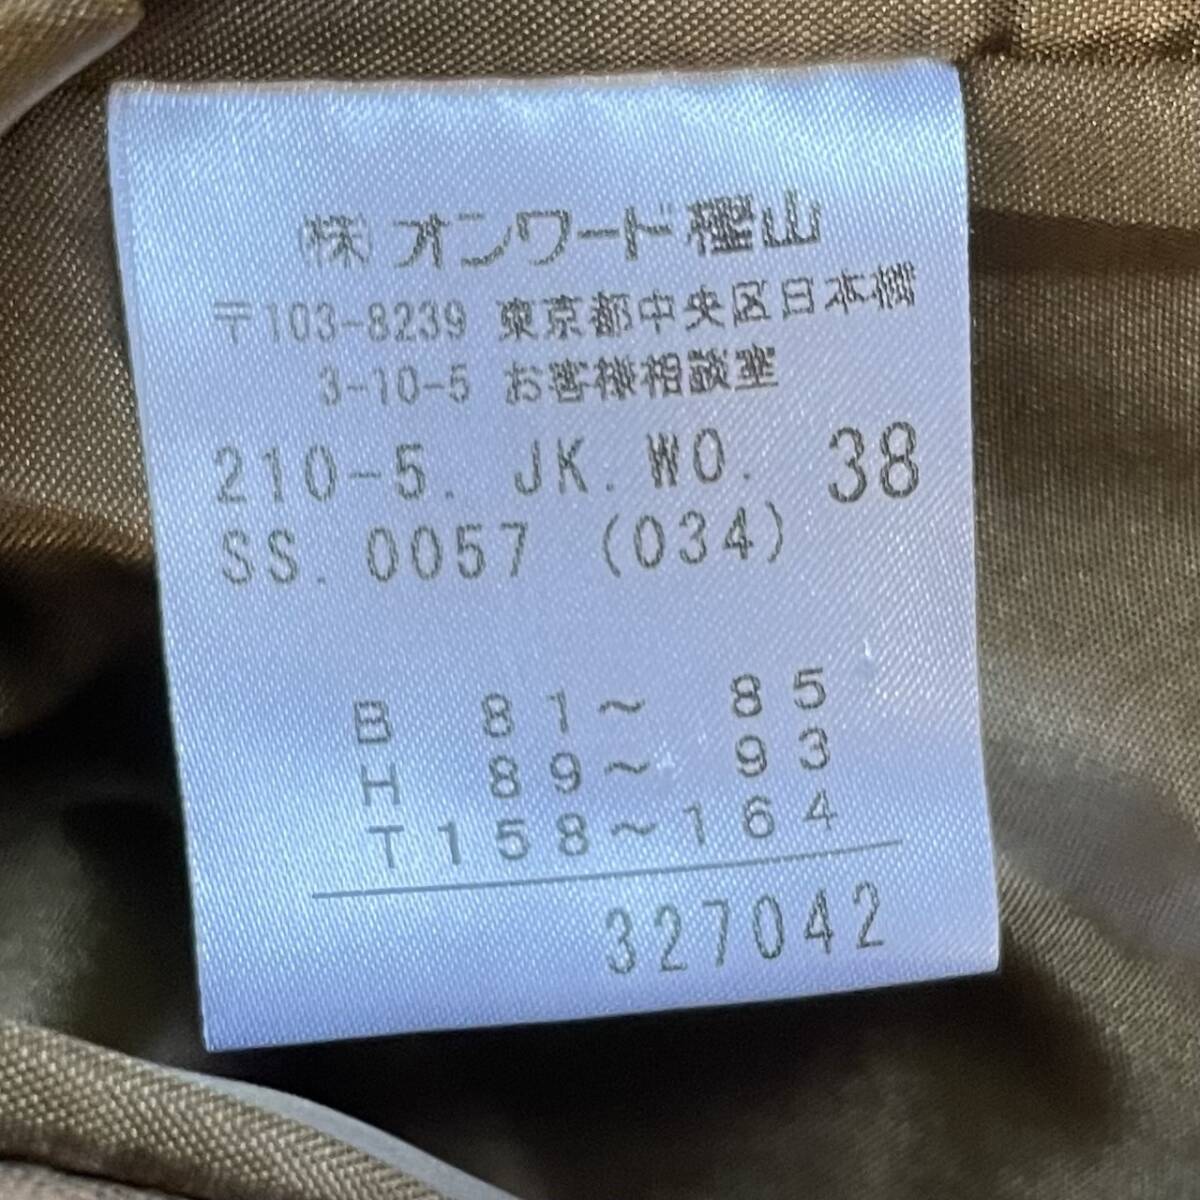 ㈱オンワード樫山
〒103-8239 東京都中央区日本橋
3-10-5 お客様相談室
210-5. JK. WO. 38
SS. 0057 (034)
B 81～ 85
H 89～ 93
T158～164
327042